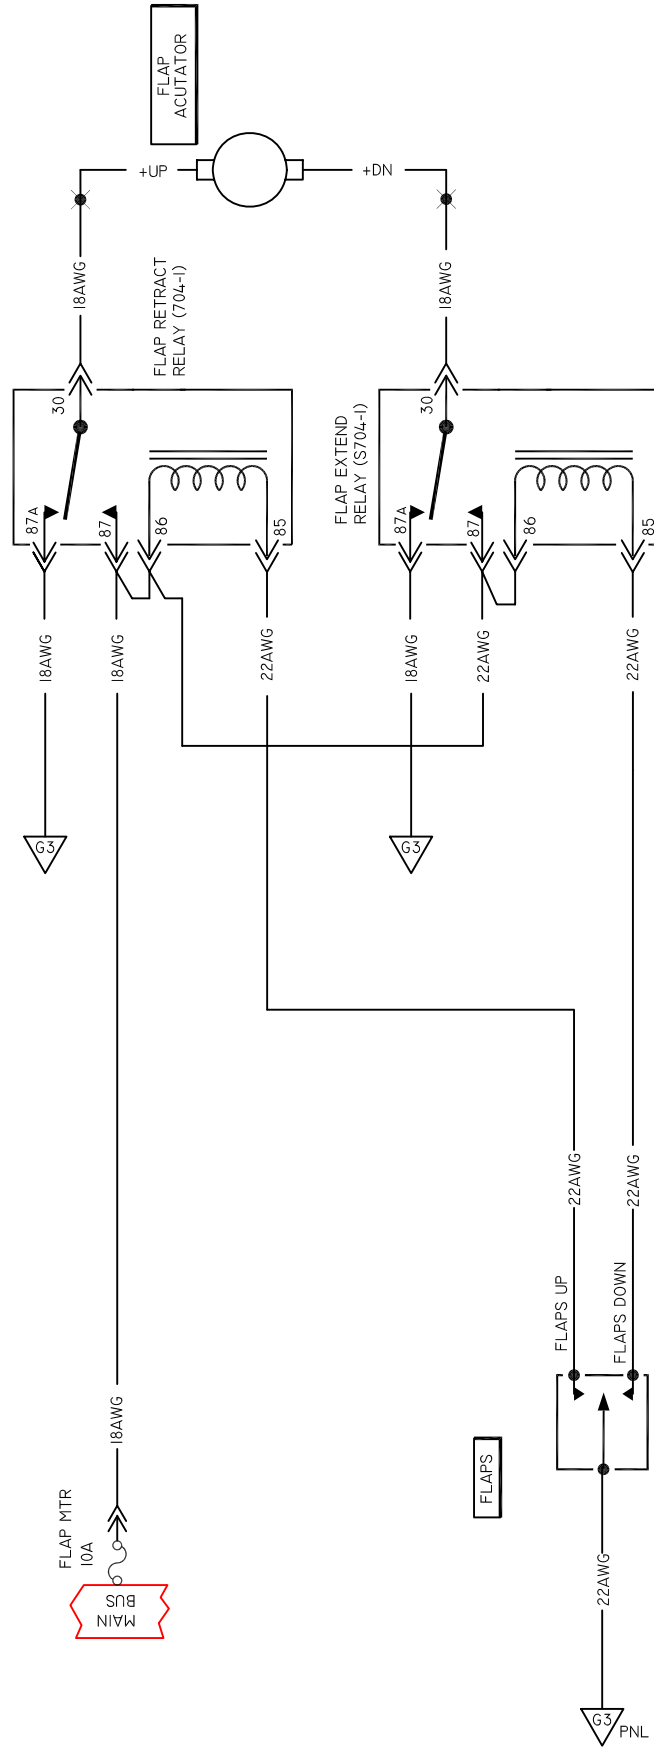 FLAP
ACUTATOR
+UP
+DN
18AWG
FLAP RETRACT
RELAY (704-1)
18AWG
30
87A
87
86
85
FLAP EXTEND
RELAY (S704-1)
30
87A
87
86
85
18AWG
18AWG
22AWG
18AWG
22AWG
22AWG
G3
G3
22AWG
22AWG
FLAPS UP
FLAPS DOWN
18AWG
FLAPS
FLAP MTR
10A
MAIN
BUS
22AWG
G3
PNL